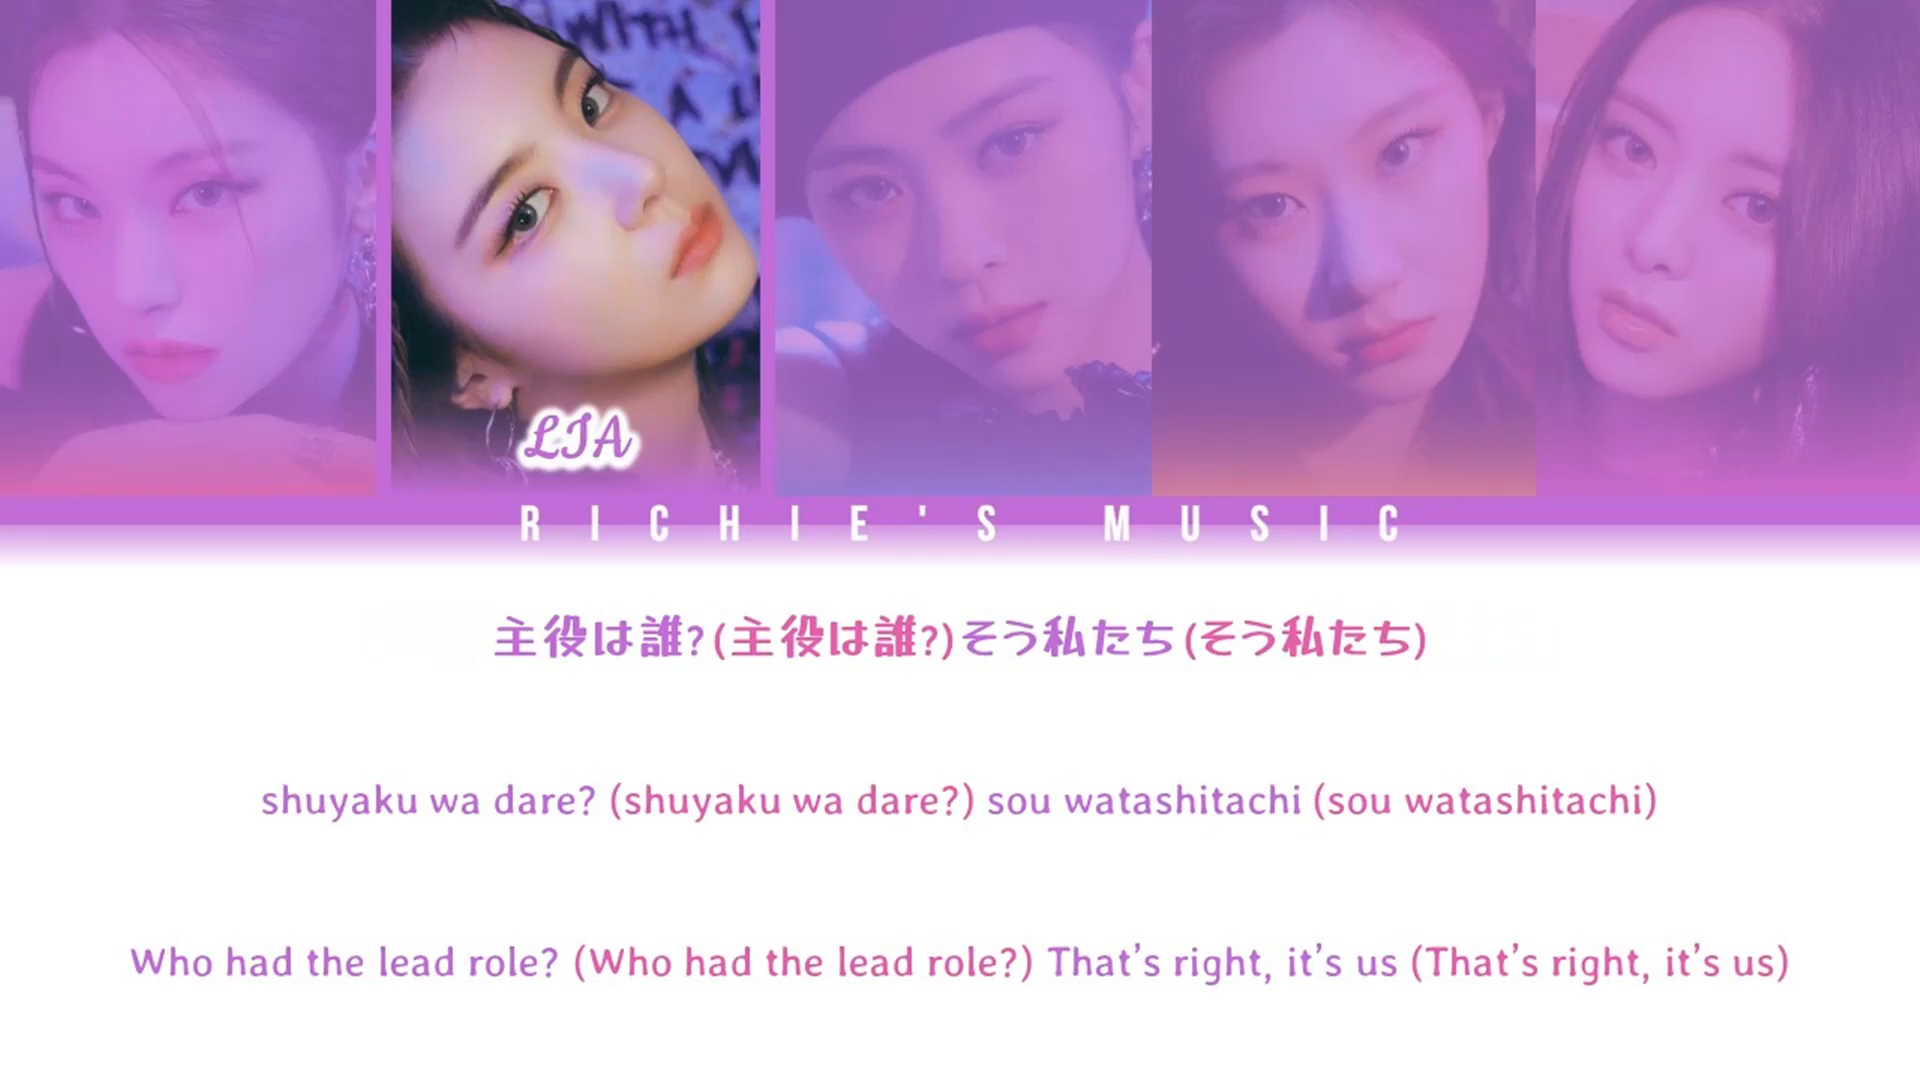 WITH
A
LIA
RICHIE'S MUSIC
主役は誰?(主役は誰?)そう私たち(そう私たち)
shuyaku wa dare? (shuyaku wa dare?) sou watashitachi (sou watashitachi)
Who had the lead role? (Who had the lead role?) That’s right, it’s us (That’s right, it’s us)